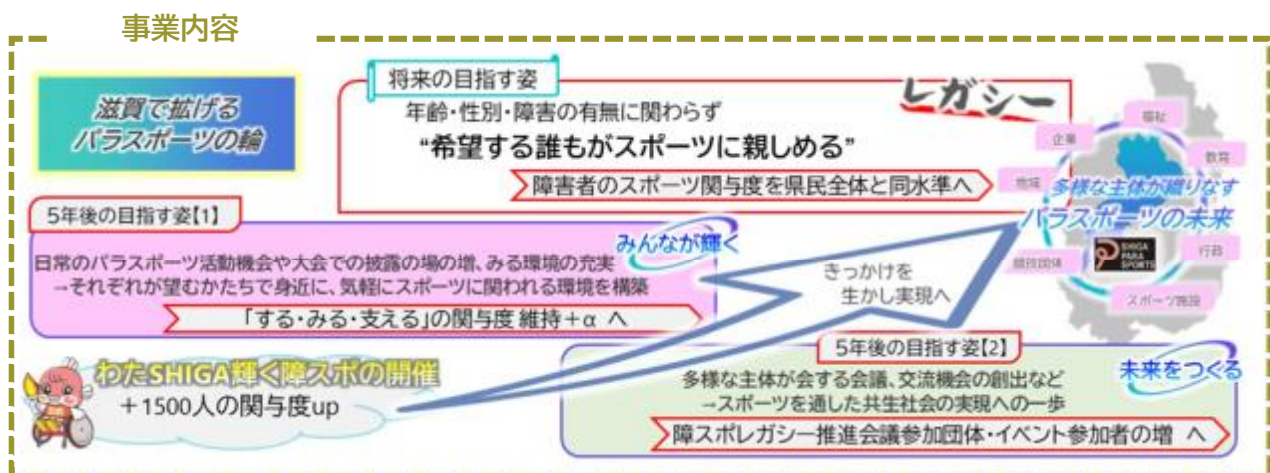 事業内容
滋賀で拡げる
パラスポーツの輪
将来の目指す姿
年齢・性別・障害の有無に関わらず
“希望する誰もがスポーツに親しめる”
障害者のスポーツ関与度を県民全体と同水準へ
レガシー
福祉
企業
教育
地域
多様な主体が織りなす
パラスポーツの未来
SHIGA
PARA
SPORTS
行政
競技団体
スポーツ施設
5年後の目指す姿【1】
みんなが輝く
日常のパラスポーツ活動機会や大会での披露の場の増、みる環境の充実
→それぞれが望むかたちで身近に、気軽にスポーツに関われる環境を構築
「する・みる・支える」の関与度 維持+α へ
きっかけを
生かし実現へ
わたSHIGA輝く障スポの開催
+1500人の関与度up
5年後の目指す姿【2】
未来をつくる
多様な主体が会する会議、交流機会の創出など
→スポーツを通した共生社会の実現への一歩
障スポレガシー推進会議参加団体・イベント参加者の増 へ